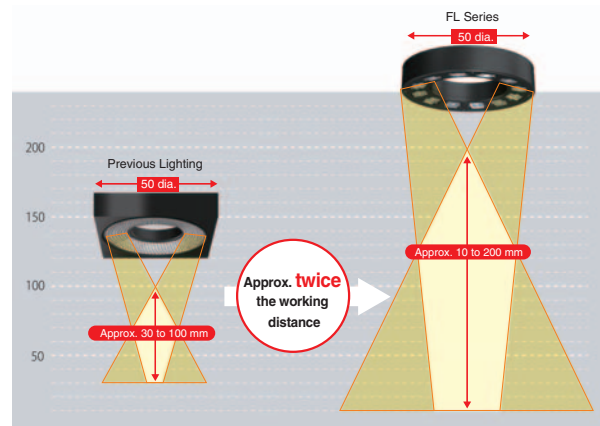 FL Series
50 dia.
200
Previous Lighting
50 dia.
150
100
Approx. 30 to 100 mm
50
Approx. twice
the working
distance
Approx. 10 to 200 mm